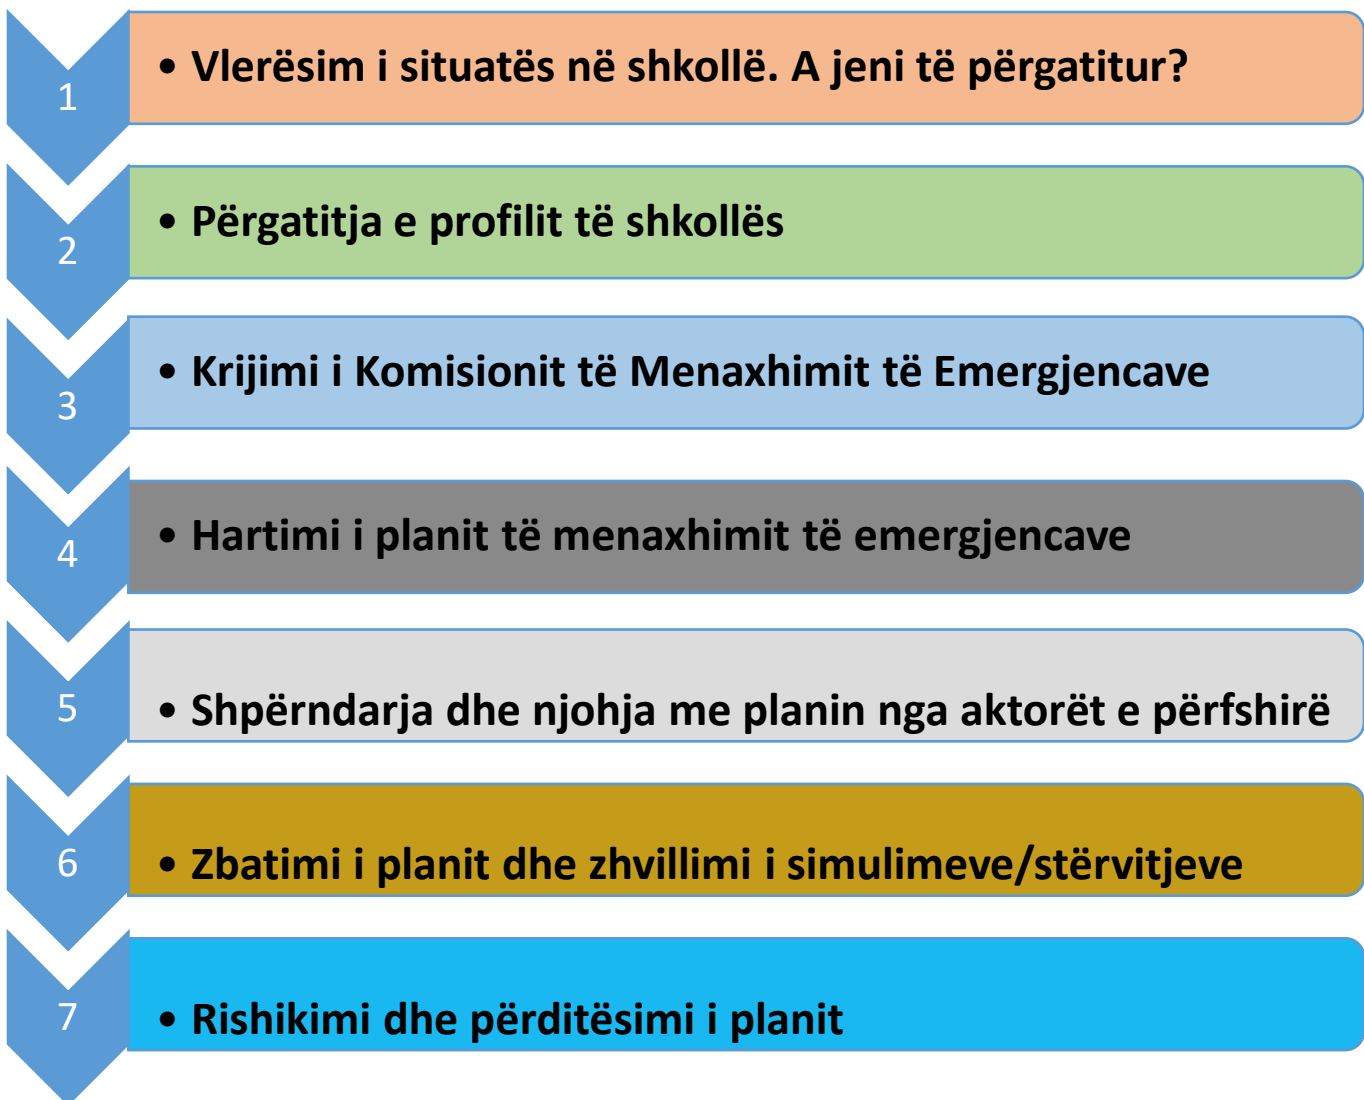 1
• Vlerësim i situatës në shkollë. A jeni të përgatitur?
2
• Përgatitja e profilit të shkollës
3
• Krijimi i Komisionit të Menaxhimit të Emergjencave
4
• Hartimi i planit të menaxhimit të emergjencave
5
• Shpërndarja dhe njohja me planin nga aktorët e përfshirë
6
• Zbatimi i planit dhe zhvillimi i simulimeve/stërvitjeve
7
• Rishikimi dhe përditësimi i planit